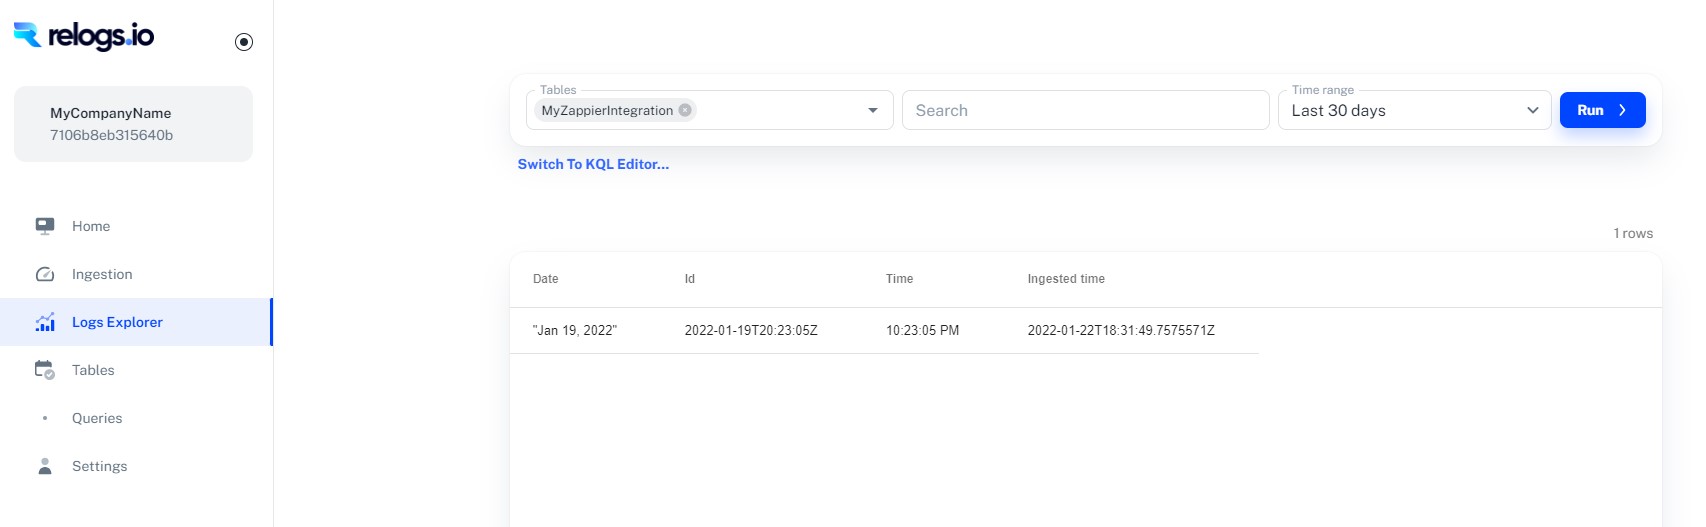 relogs.io
MyCompanyName
7106b8eb315640b
Home
Ingestion
Logs Explorer
Tables
Queries
Settings
Tables
MyZappierIntegration
Search
Time range
Last 30 days
Run
Switch To KQL Editor...
1 rows
Date Id Time Ingested time
"Jan 19, 2022" 2022-01-19T20:23:05Z 10:23:05 PM 2022-01-22T18:31:49.7575571Z